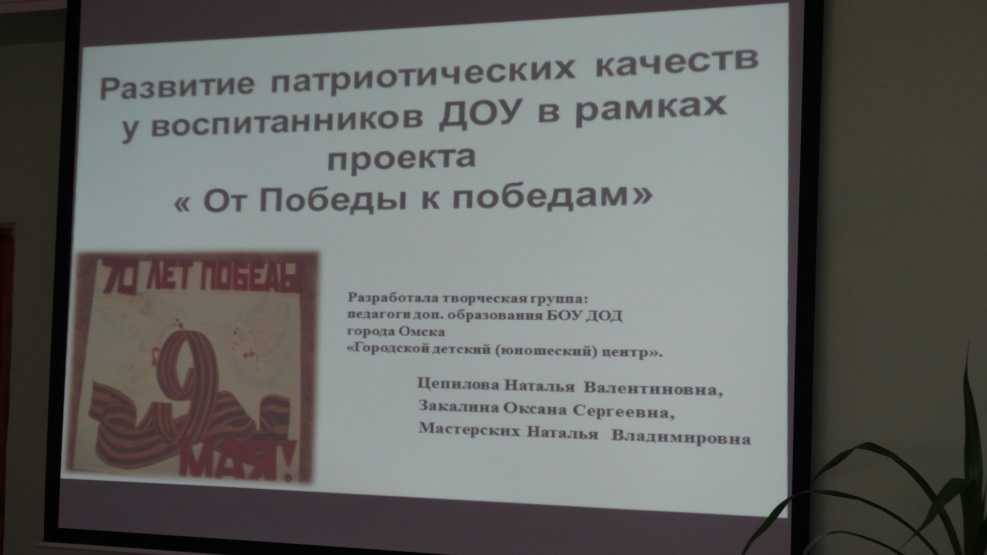 Развитие патриотических качеств
у воспитанников ДОУ в рамках
проекта
« От Победы к победам»
70 ЛЕТ ПОБЕДЫ
9
МАЯ!
Разработала творческая группа:
педагоги доп. образования БОУ ДОД
города Омска
«Городской детский (юношеский) центр».
Цепилова Наталья Валентиновна,
Закалина Оксана Сергеевна,
Мастерских Наталья Владимировна